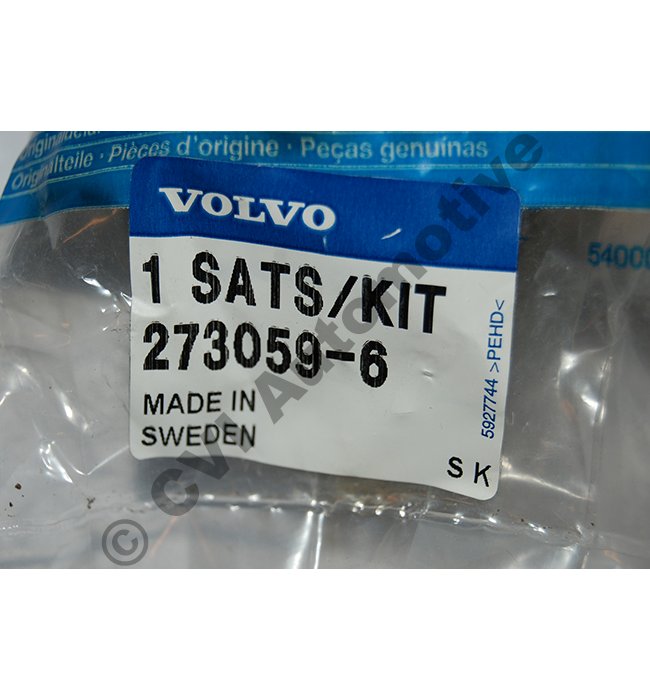 Originalteile · Pièces d'origine · Peças genuínas
VOLVO
1 SATS/KIT
273059-6
MADE IN
SWEDEN
S K
5927744 >PEHD<
5400
© CVI Automotive